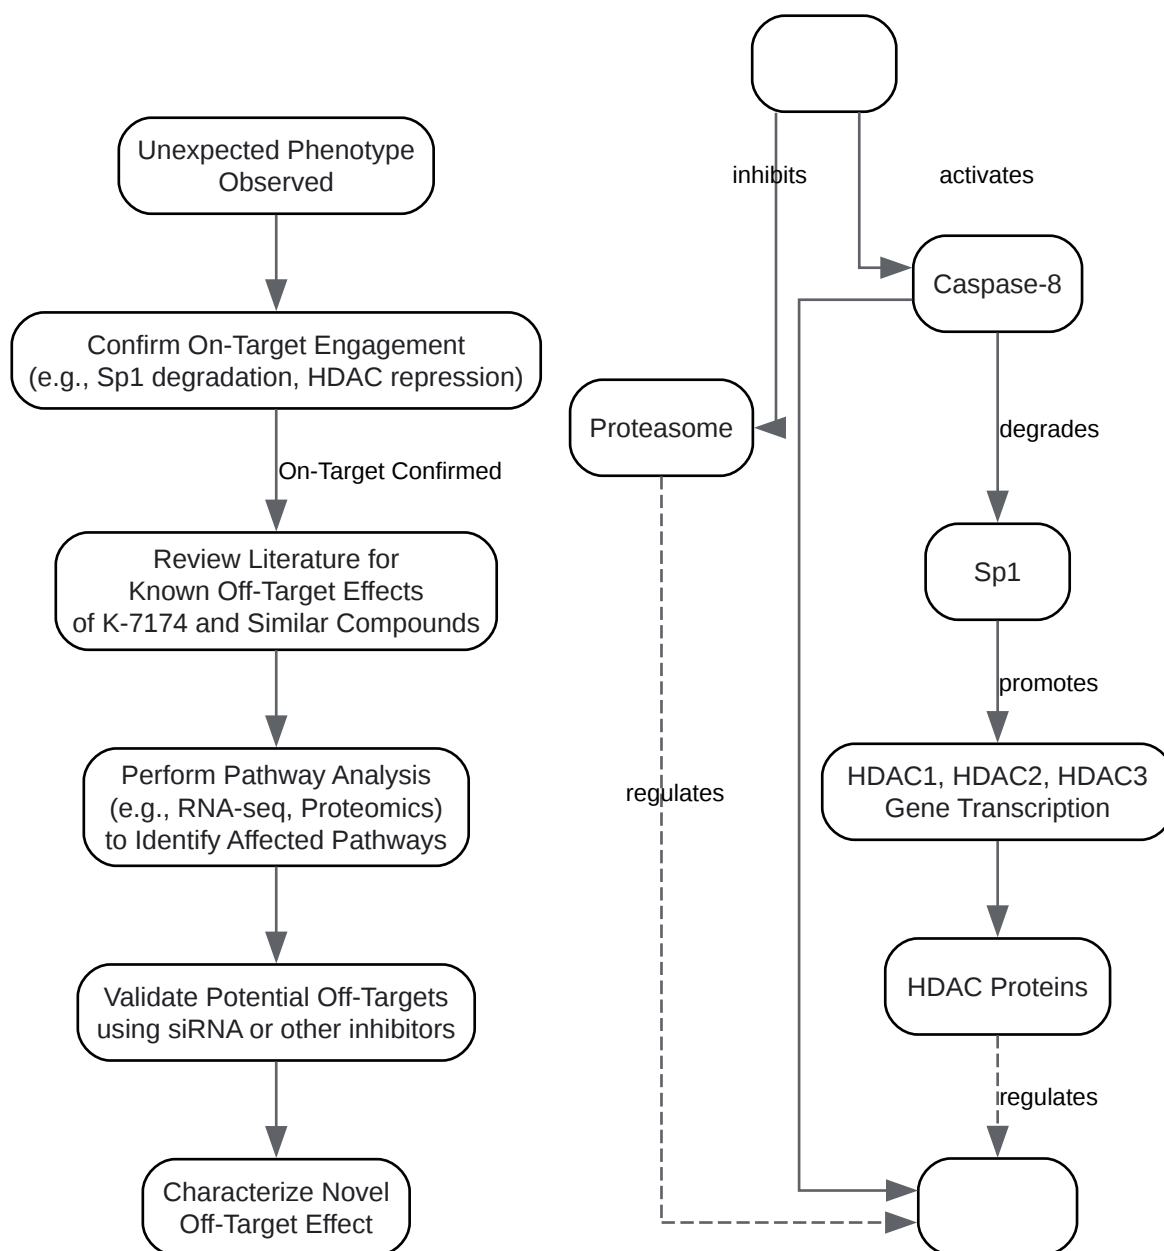 Unexpected Phenotype
Observed
Confirm On-Target Engagement
(e.g., Sp1 degradation, HDAC repression)
On-Target Confirmed
Review Literature for
Known Off-Target Effects
of K-7174 and Similar Compounds
Perform Pathway Analysis
(e.g., RNA-seq, Proteomics)
to Identify Affected Pathways
Validate Potential Off-Targets
using siRNA or other inhibitors
Characterize Novel
Off-Target Effect
inhibits
activates
Caspase-8
Proteasome
degrades
Sp1
promotes
regulates
HDAC1, HDAC2, HDAC3
Gene Transcription
HDAC Proteins
regulates